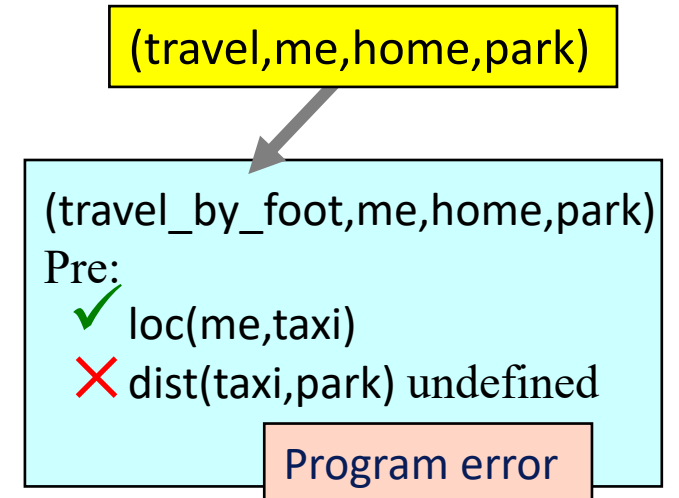 (travel,me,home,park)
(travel_by_foot,me,home,park)
Pre:
loc(me,taxi)
dist(taxi,park) undefined
Program error